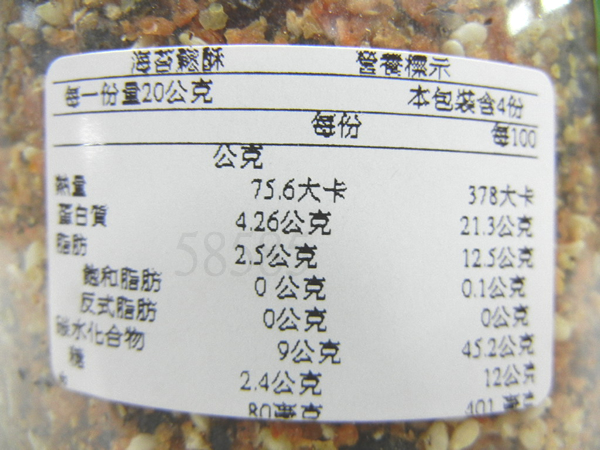 海苔鬆酥 營養標示
每一份量20公克 本包裝含4份
每份 每100
公克
熱量 75.6大卡 378大卡
蛋白質 4.26公克 21.3公克
脂肪 2.5公克 12.5公克
飽和脂肪 0 公克 0.1公克
反式脂肪 0公克 0公克
碳水化合物 9公克 45.2公克
糖 2.4公克 12公克
80毫克 401 毫克